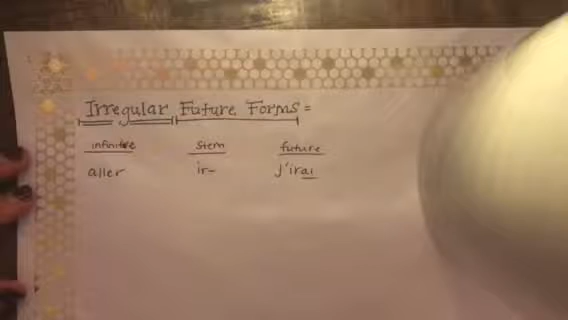 Irregular Future Forms =
infinitive stem future
aller ir- j'irai